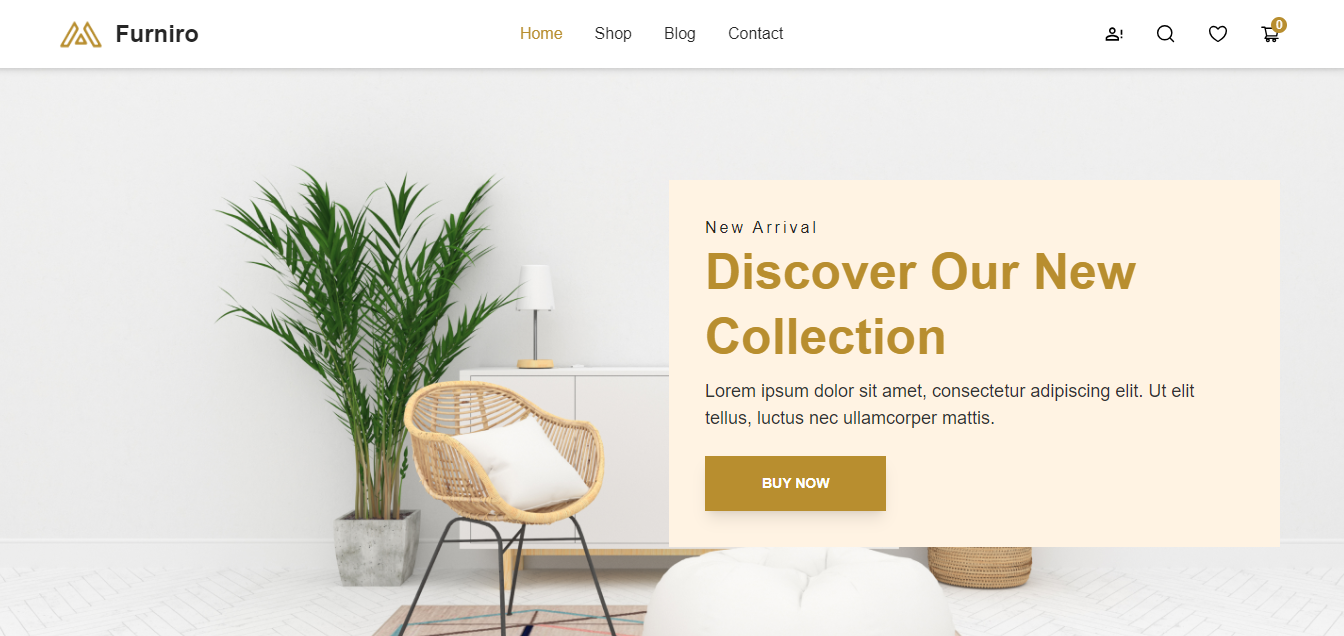 Furniro
Home Shop Blog Contact
0
New Arrival
Discover Our New
Collection
Lorem ipsum dolor sit amet, consectetur adipiscing elit. Ut elit
tellus, luctus nec ullamcorper mattis.
BUY NOW